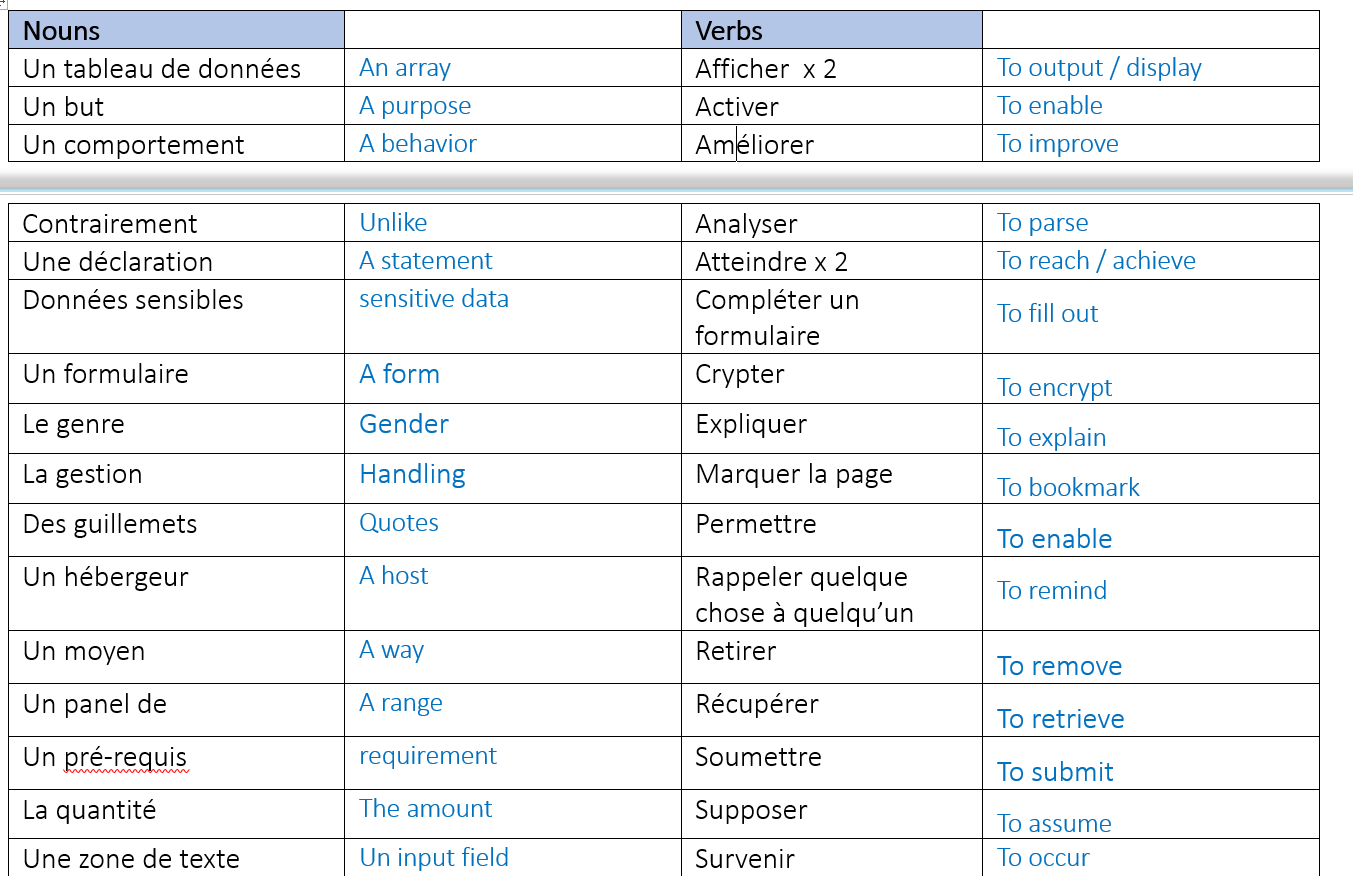 Nouns Verbs
Un tableau de données An array Afficher x 2 To output / display
Un but A purpose Activer To enable
Un comportement A behavior Améliorer To improve
Contrairement Unlike Analyser To parse
Une déclaration A statement Atteindre x 2 To reach / achieve
Données sensibles sensitive data Compléter un
formulaire To fill out
Un formulaire A form Crypter To encrypt
Le genre Gender Expliquer To explain
La gestion Handling Marquer la page To bookmark
Des guillemets Quotes Permettre To enable
Un hébergeur A host Rappeler quelque
chose à quelqu’un To remind
Un moyen A way Retirer To remove
Un panel de A range Récupérer To retrieve
Un pré-requis requirement Soumettre To submit
La quantité The amount Supposer To assume
Une zone de texte Un input field Survenir To occur